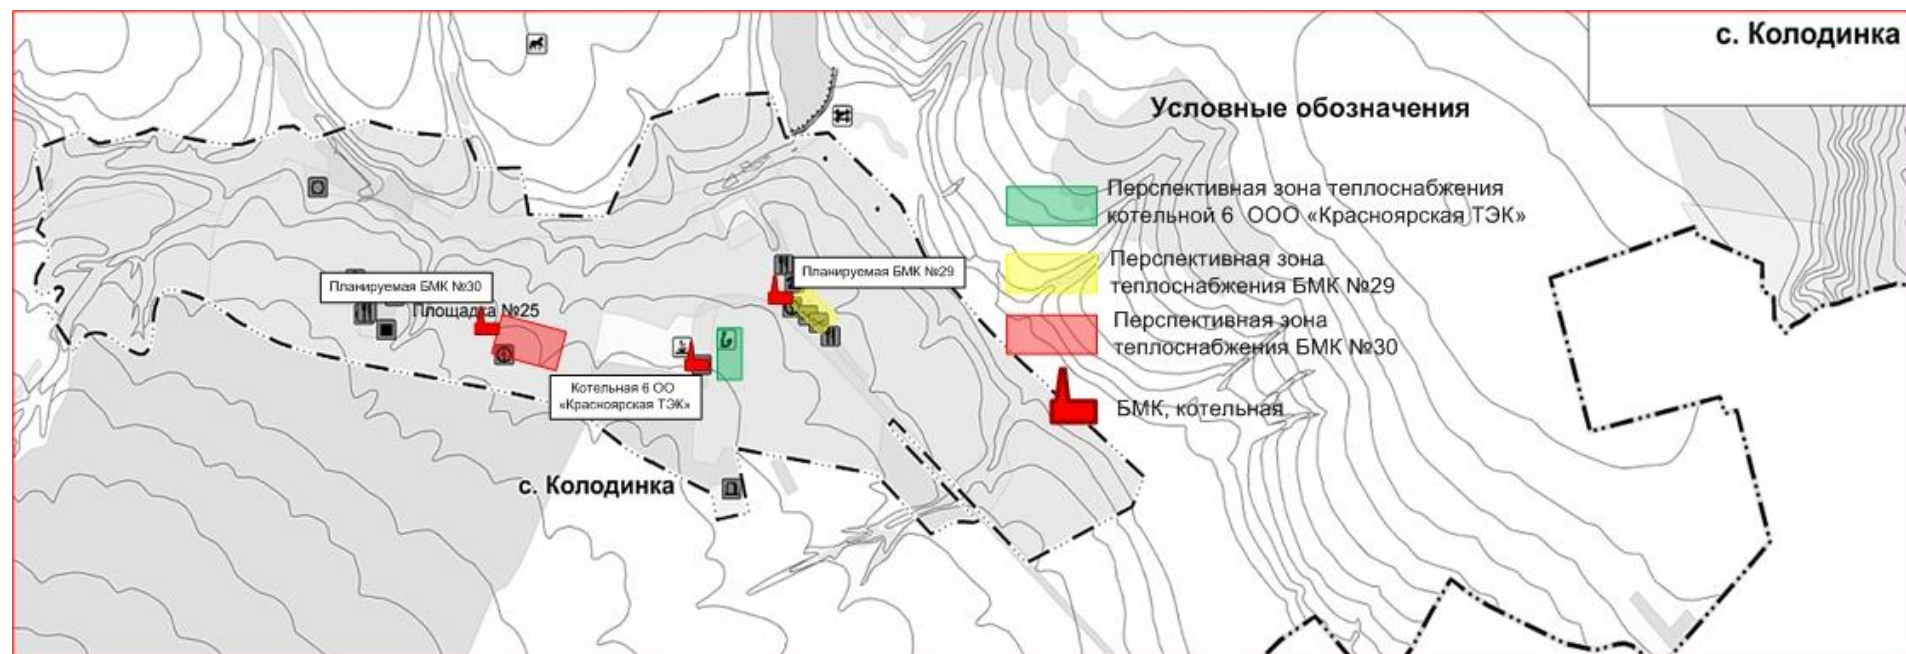 с. Колодинка
Условные обозначения
Перспективная зона теплоснабжения
котельной 6 ООО «Красноярская ТЭК»
Перспективная зона
теплоснабжения БМК №29
Перспективная зона
теплоснабжения БМК №30
БМК, котельная
Планируемая БМК №29
Планируемая БМК №30
Площадка №25
Котельная 6 ОО
«Красноярская ТЭК»
с. Колодинка